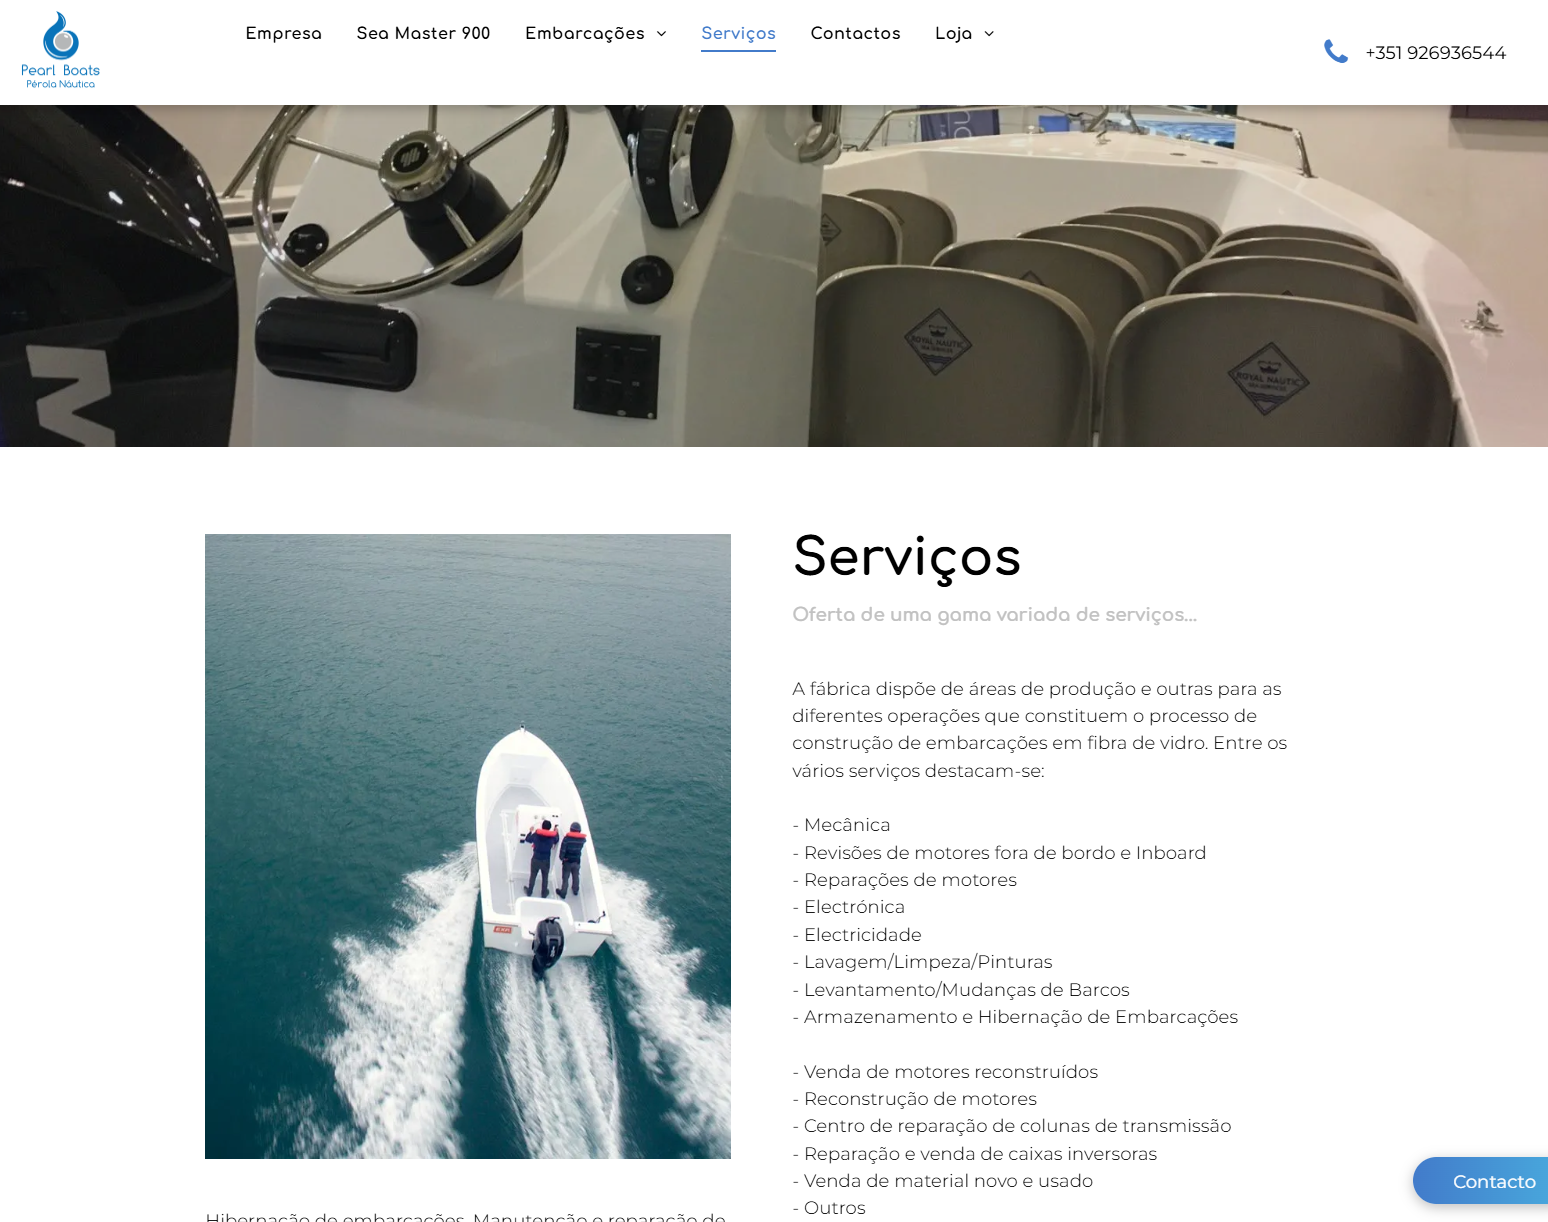 Pearl Boats
Pérola Náutica
Empresa
Sea Master 900
Embarcações
Serviços
Contactos
Loja
+351 926936544
ROYAL NAUTIC
ROYAL NAUTIC
Serviços
Oferta de uma gama variada de serviços...
A fábrica dispõe de áreas de produção e outras para as
diferentes operações que constituem o processo de
construção de embarcações em fibra de vidro. Entre os
vários serviços destacam-se:
- Mecânica
- Revisões de motores fora de bordo e Inboard
- Reparações de motores
- Electrónica
- Electricidade
- Lavagem/Limpeza/Pinturas
- Levantamento/Mudanças de Barcos
- Armazenamento e Hibernação de Embarcações
- Venda de motores reconstruídos
- Reconstrução de motores
- Centro de reparação de colunas de transmissão
- Reparação e venda de caixas inversoras
- Venda de material novo e usado
- Outros
Contacto
Hibernação de embarcações, Manutenção e reparação de